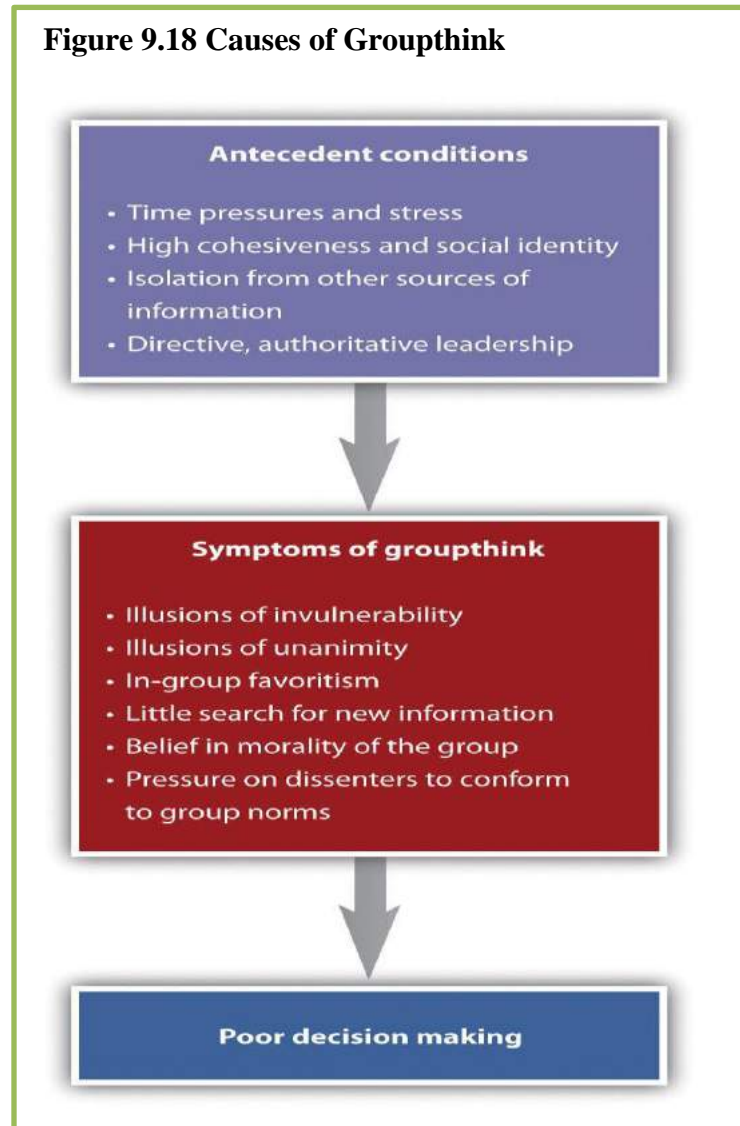 Figure 9.18 Causes of Groupthink
Antecedent conditions
• Time pressures and stress
• High cohesiveness and social identity
• Isolation from other sources of
information
• Directive, authoritative leadership
Symptoms of groupthink
• Illusions of invulnerability
• Illusions of unanimity
• In-group favoritism
• Little search for new information
• Belief in morality of the group
• Pressure on dissenters to conform
to group norms
Poor decision making